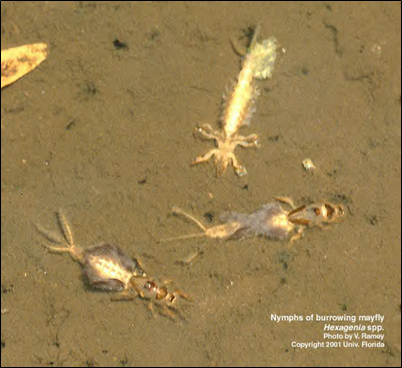 Nymphs of burrowing mayfly
Hexagenia spp.
Photo by V. Ramey
Copyright 2001 Univ. Florida